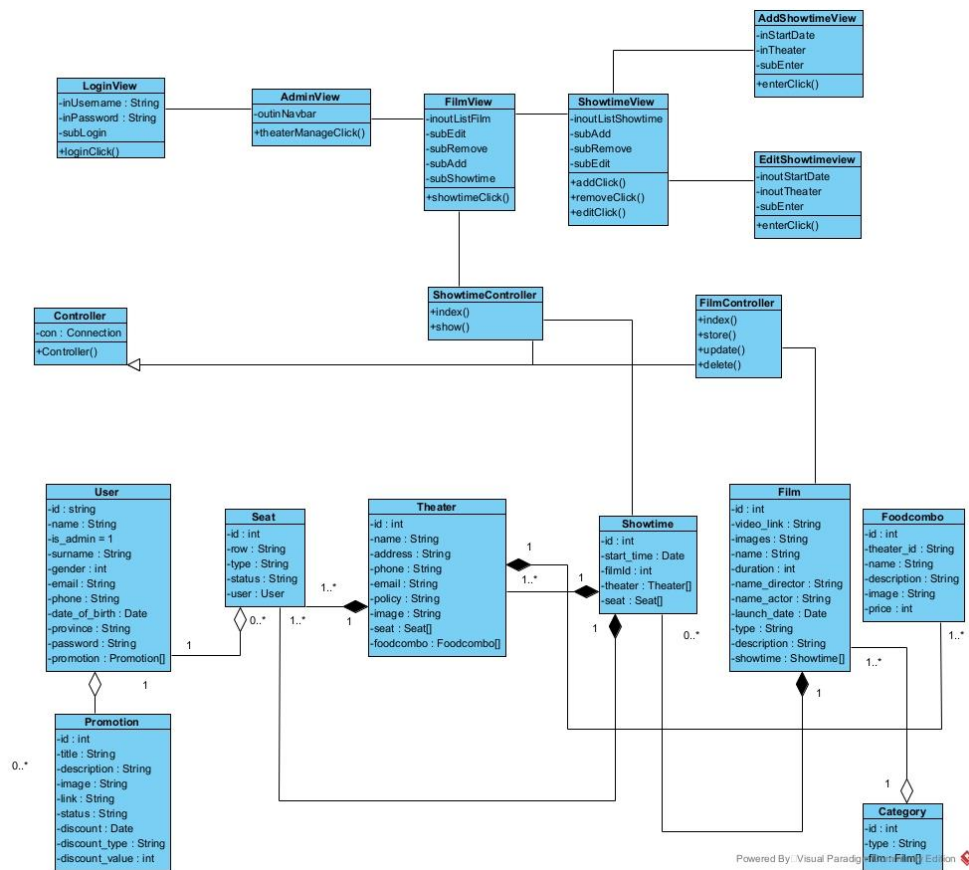 AddShowtimeView
-inStartDate
-inTheater
-subEnter
+enterClick()
LoginView
-inUsername : String
-inPassword : String
-subLogin
+loginClick()
AdminView
-outinNavbar
+theaterManageClick()
FilmView
-inoutListFilm
-subEdit
-subRemove
-subAdd
-subShowtime
+showtimeClick()
ShowtimeView
-inoutListShowtime
-subAdd
-subRemove
-subEdit
+addClick()
+removeClick()
+editClick()
EditShowtimeview
-inoutStartDate
-inoutTheater
-subEnter
+enterClick()
Controller
-con : Connection
+Controller()
ShowtimeController
+index()
+show()
FilmController
+index()
+store()
+update()
+delete()
User
-id : string
-name : String
-is_admin = 1
-surname : String
-gender : int
-email : String
-phone : String
-date_of_birth : Date
-province : String
-password : String
-promotion : Promotion[]
Seat
-id : int
-row : String
-type : String
-status : String
-user : User
Theater
-id : int
-name : String
-address : String
-phone : String
-email : String
-policy : String
-image : String
-seat : Seat[]
-foodcombo : Foodcombo[]
Showtime
-id : int
-start_time : Date
-filmId : int
-theater : Theater[]
-seat : Seat[]
Film
-id : int
-video_link : String
-images : String
-name : String
-duration : int
-name_director : String
-name_actor : String
-launch_date : Date
-type : String
-description : String
-showtime : Showtime[]
Foodcombo
-id : int
-theater_id : String
-name : String
-description : String
-image : String
-price : int
1
1..*
1..*
1
0..*
1..*
1
1
0..*
1..*
1..*
1
1
1
0..*
1
Promotion
-id : int
-title : String
-description : String
-image : String
-link : String
-status : String
-discount : Date
-discount_type : String
-discount_value : int
Category
-id : int
-type : String
-film : Film[]
Powered By Visual Paradigm Edition